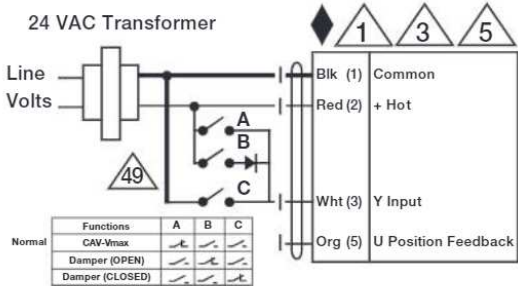 24 VAC Transformer
1 3 5
Line
Volts
Blk (1) Common
Red (2) + Hot
A
B
49
C
Wht (3) Y Input
Org (5) U Position Feedback
Functions A B C
Normal CAV-Vmax
Damper (OPEN)
Damper (CLOSED)